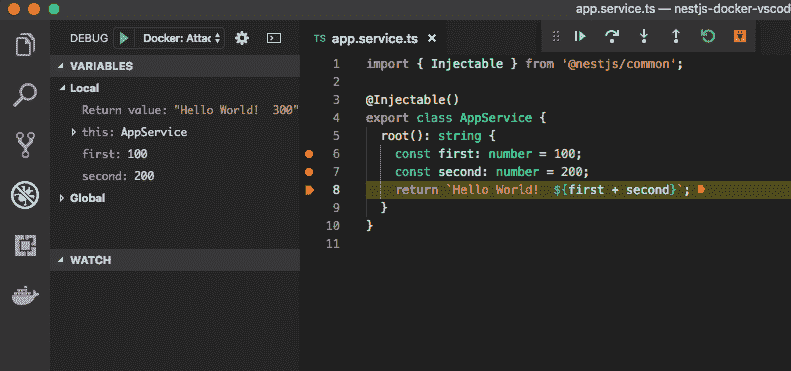 app.service.ts — nestjs-docker-vscod
DEBUG Docker: Attac
VARIABLES
Local
Return value: "Hello World!  300"
this: AppService
first: 100
second: 200
Global
WATCH
TS app.service.ts ×
1 import { Injectable } from '@nestjs/common';
2
3 @Injectable()
4 export class AppService {
5 root(): string {
6 const first: number = 100;
7 const second: number = 200;
8 return `Hello World!  ${first + second}`;
9 }
10 }
11